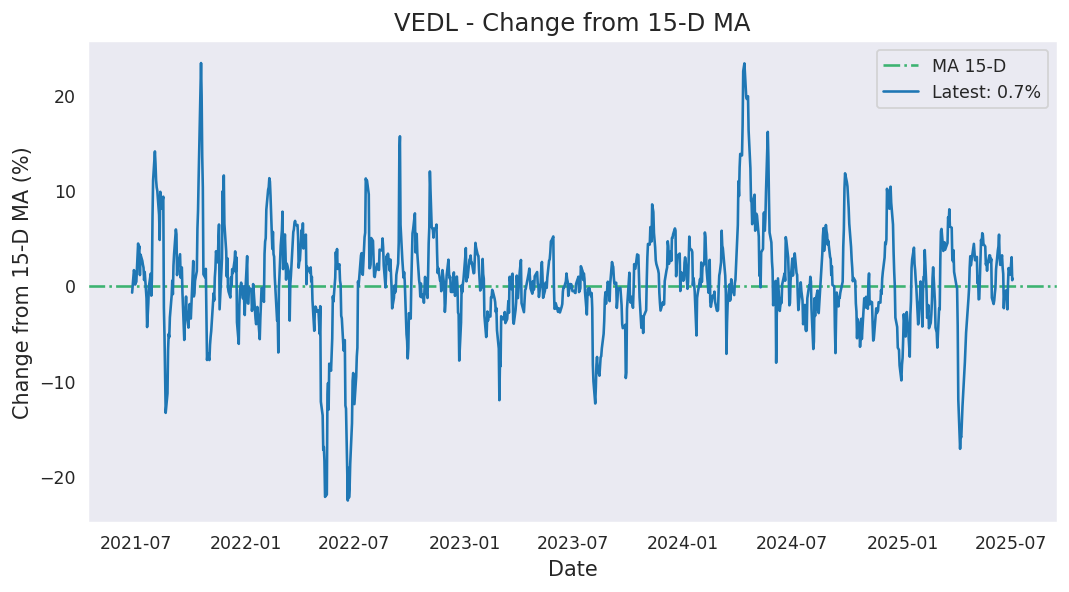 VEDL - Change from 15-D MA
MA 15-D
Latest: 0.7%
Change from 15-D MA (%)
20
10
0
−10
−20
2021-07 2022-01 2022-07 2023-01 2023-07 2024-01 2024-07 2025-01 2025-07
Date